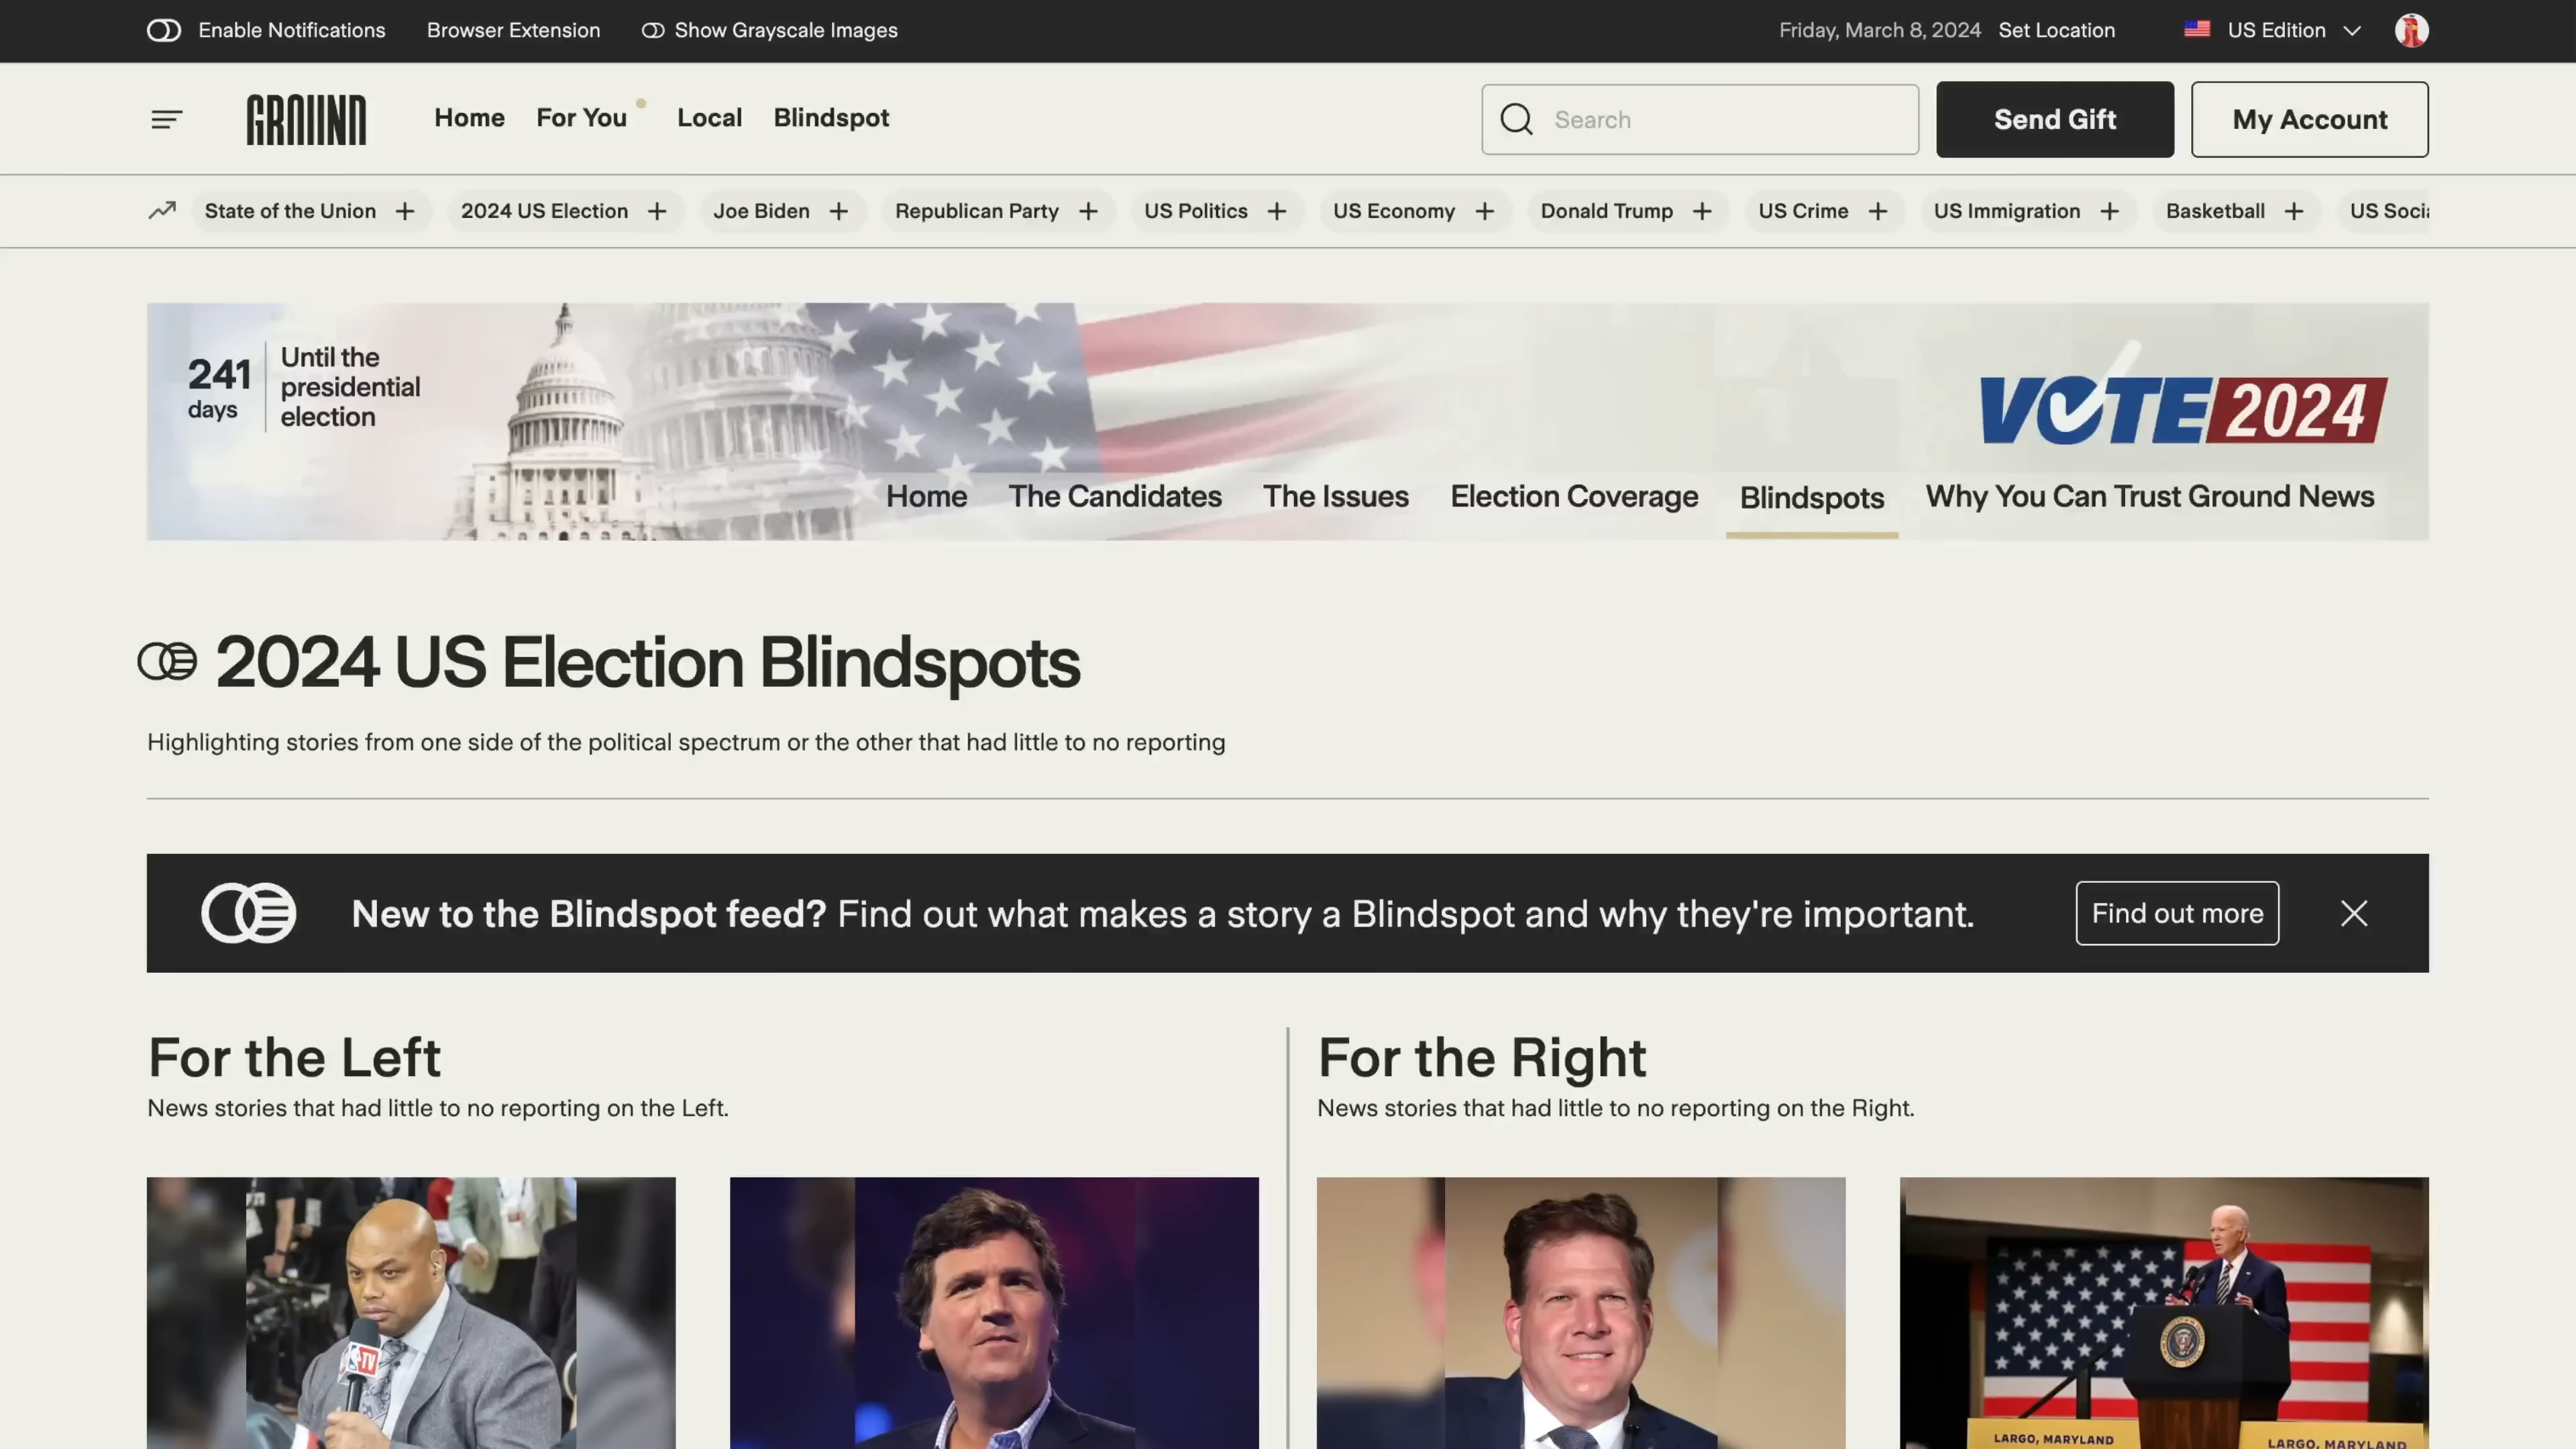 Enable Notifications Browser Extension Show Grayscale Images Friday, March 8, 2024 Set Location US Edition
GROUND Home For You Local Blindspot Search Send Gift My Account
State of the Union + 2024 US Election + Joe Biden + Republican Party + US Politics + US Economy + Donald Trump + US Crime + US Immigration + Basketball + US Socia
241 days
Until the
presidential
election
VOTE 2024
Home The Candidates The Issues Election Coverage Blindspots Why You Can Trust Ground News
2024 US Election Blindspots
Highlighting stories from one side of the political spectrum or the other that had little to no reporting
New to the Blindspot feed? Find out what makes a story a Blindspot and why they're important. Find out more
For the Left
News stories that had little to no reporting on the Left.
For the Right
News stories that had little to no reporting on the Right.
TV
LARGO, MARYLAND
LARGO, MARYLAND